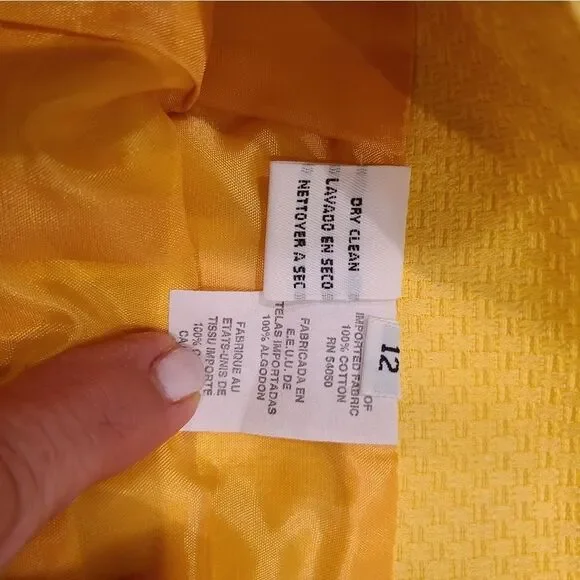 DRY CLEAN
LAVADO EN SECO
NETTOYER A SEC
12
OF
IMPORTED FABRIC
100% COTTON
RN 54050
FABRICADA EN
E.E.U.U. DE
TELAS IMPORTADAS
100% ALGODON
FABRIQUE AU
ETATS-UNIS DE
TISSU IMPORTE
100%